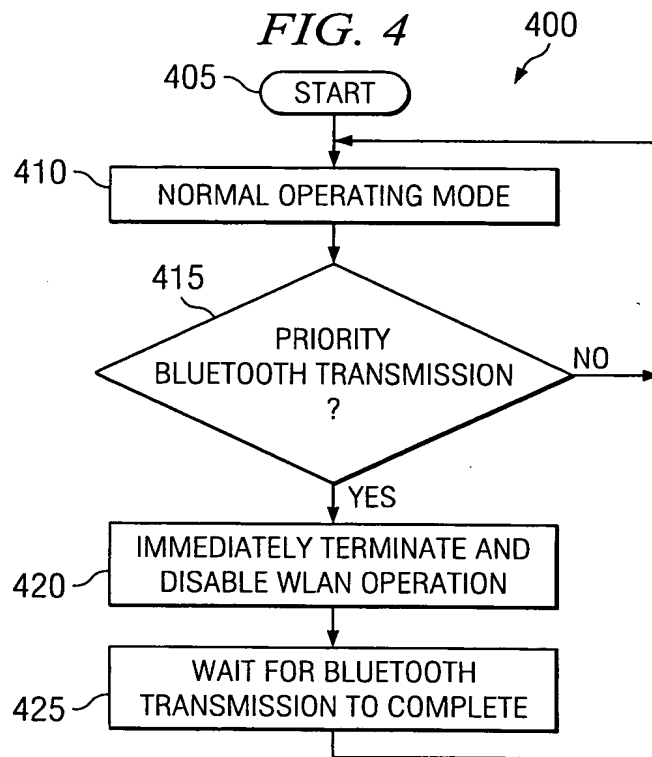 FIG. 4
400
405
START
410
NORMAL OPERATING MODE
415
PRIORITY
BLUETOOTH TRANSMISSION
?
NO
YES
IMMEDIATELY TERMINATE AND
DISABLE WLAN OPERATION
420
WAIT FOR BLUETOOTH
TRANSMISSION TO COMPLETE
425